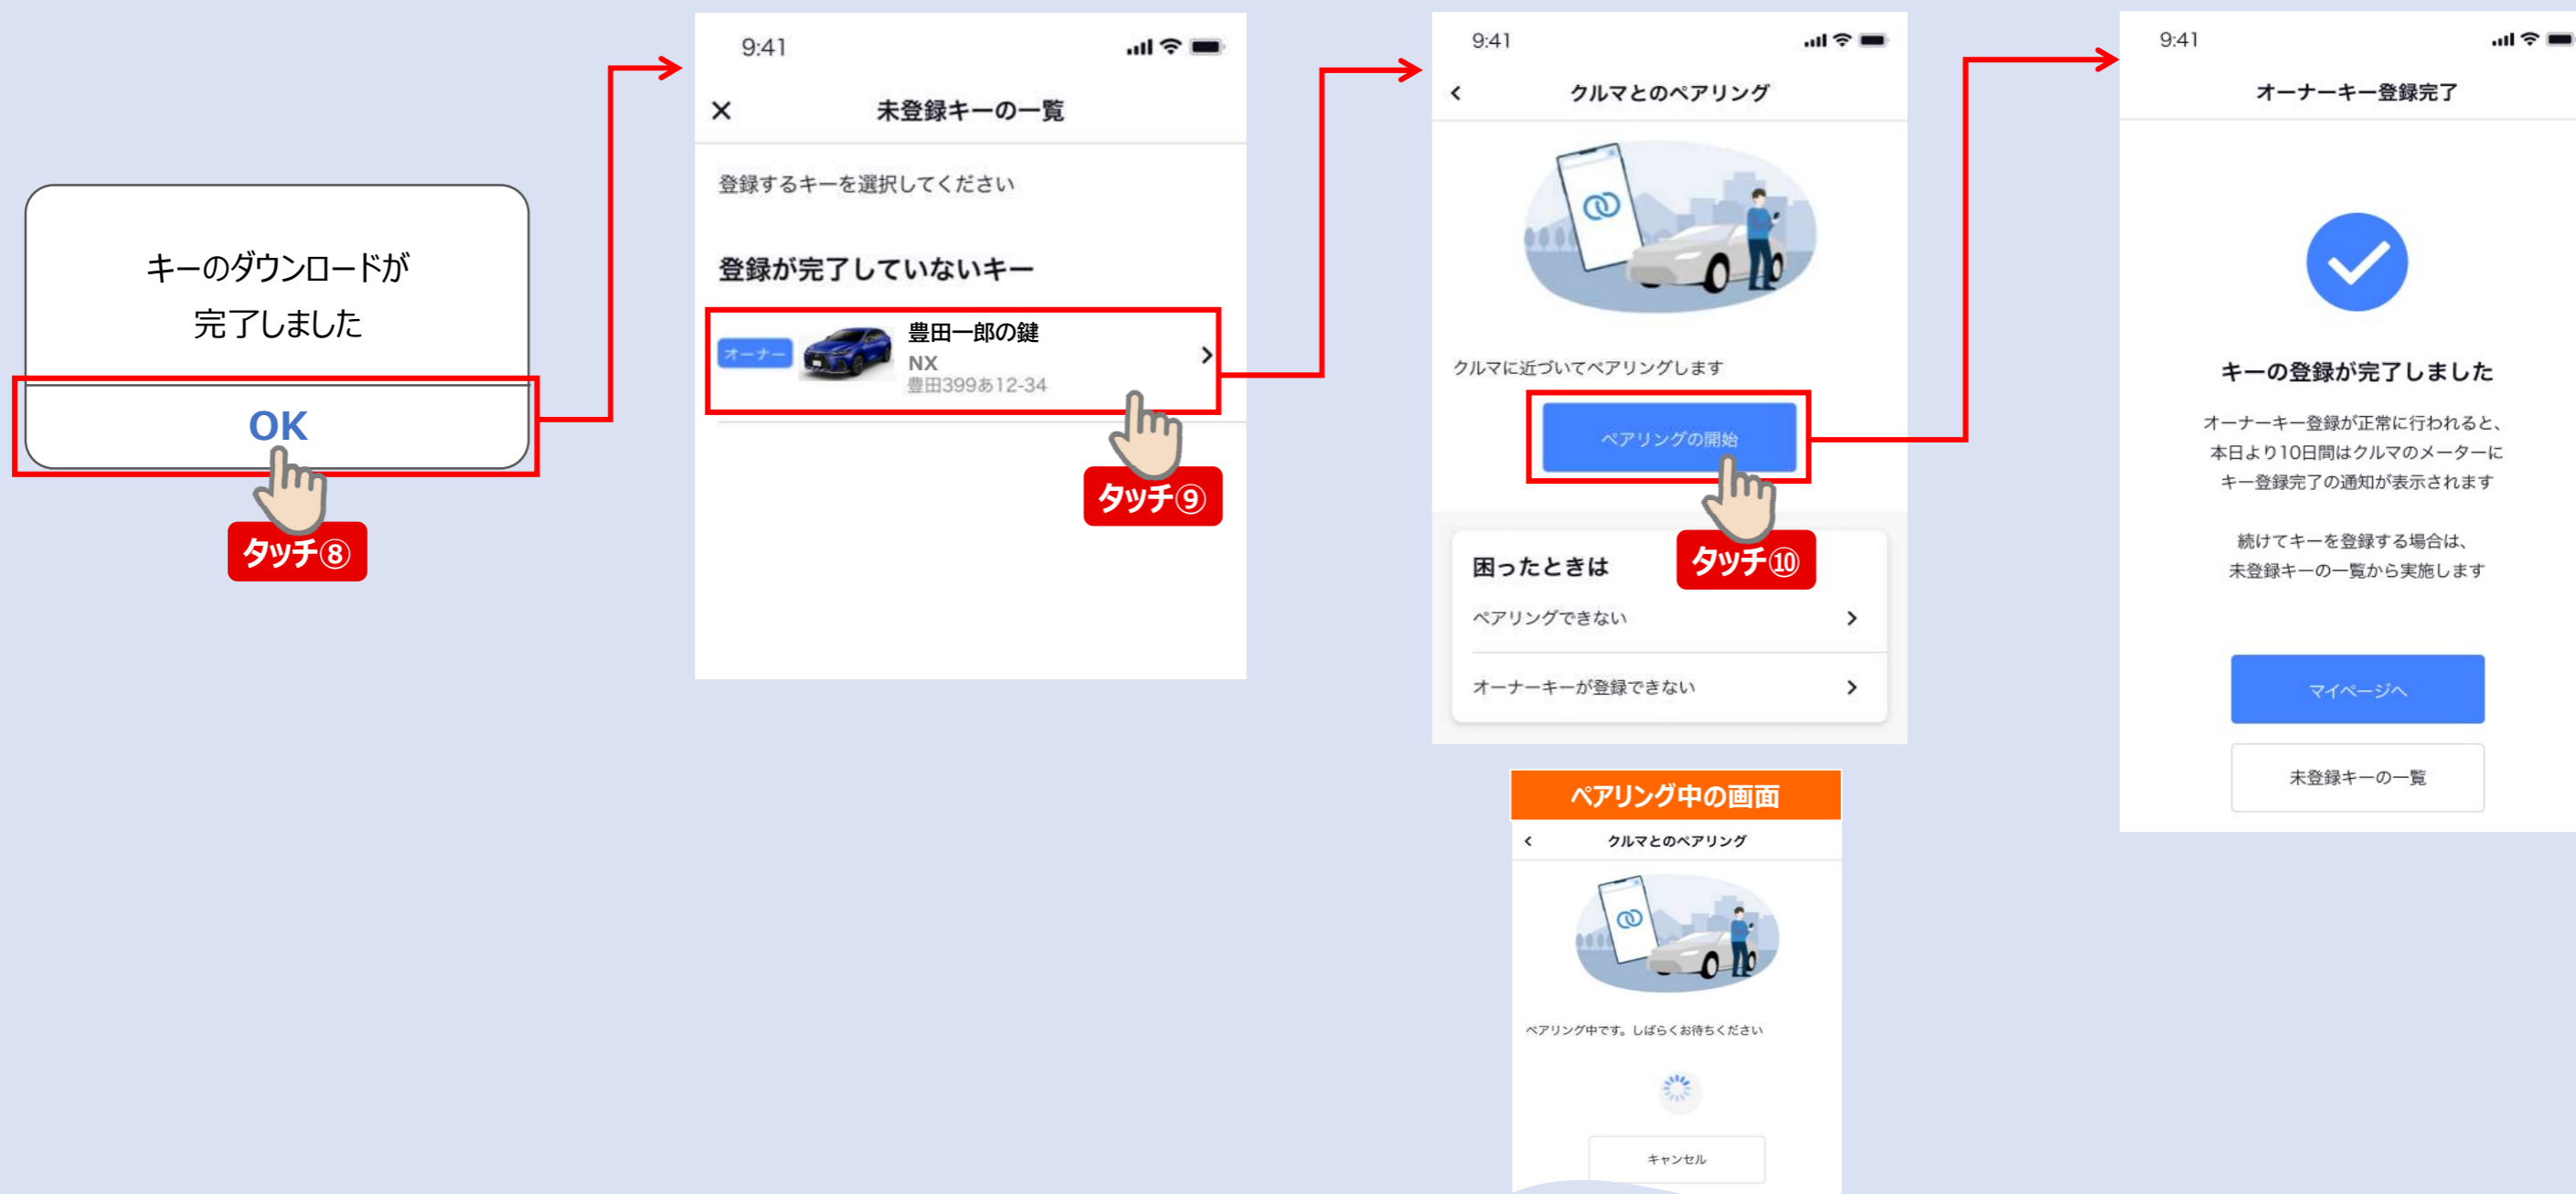 キーのダウンロードが
完了しました
OK
タッチ⑧
9:41
未登録キーの一覧
登録するキーを選択してください
登録が完了していないキー
オーナー
豊田一郎の鍵
NX
豊田399あ12-34
タッチ⑨
9:41
クルマとのペアリング
クルマに近づいてペアリングします
ペアリングの開始
タッチ⑩
困ったときは
ペアリングできない
オーナーキーが登録できない
ペアリング中の画面
クルマとのペアリング
ペアリング中です。しばらくお待ちください
キャンセル
9:41
オーナーキー登録完了
キーの登録が完了しました
オーナーキー登録が正常に行われると、
本日より10日間はクルマのメーターに
キー登録完了の通知が表示されます
続けてキーを登録する場合は、
未登録キーの一覧から実施します
マイページへ
未登録キーの一覧